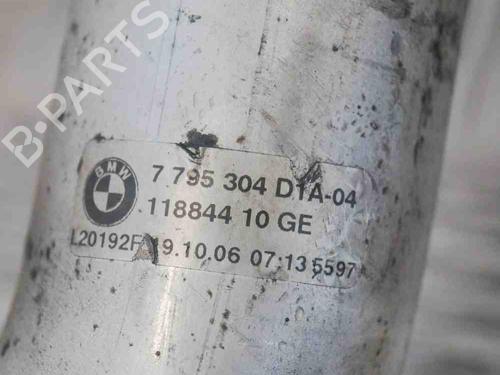 B-PARTS
BMW
7 795 304 D1A-04
.118844 10 GE
L20192F 19.10.06 07:13 5597